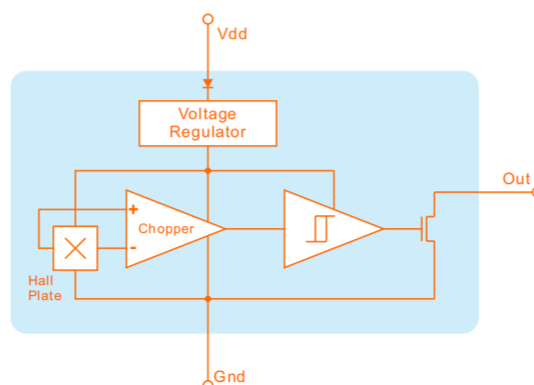 Vdd
Voltage
Regulator
Out
+
Chopper
-
Hall
Plate
Gnd